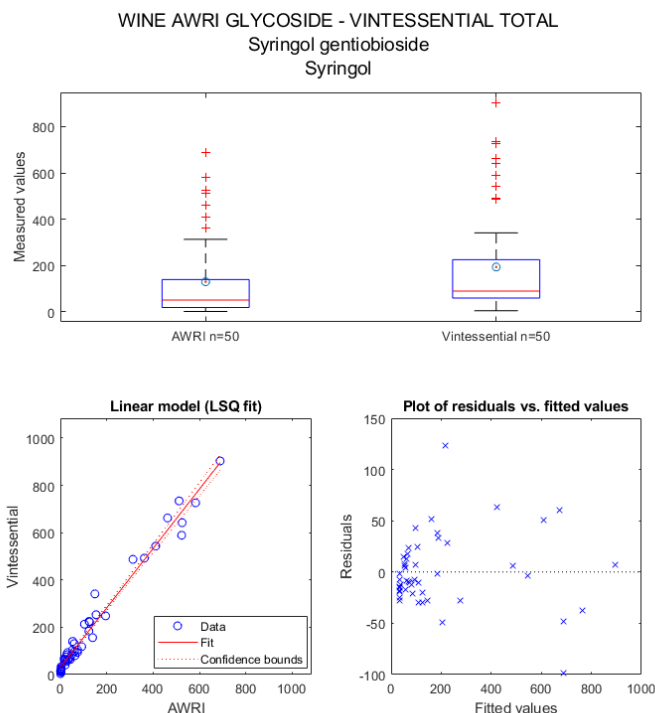 WINE AWRI GLYCOSIDE - VINTESSENTIAL TOTAL
Syringol gentiobioside
Syringol
Measured values
800
600
400
200
0
AWRI n=50
Vintessential n=50
Linear model (LSQ fit)
Vintessential
1000
800
600
400
200
0
0
200
400
600
800
1000
AWRI
Data
Fit
Confidence bounds
Plot of residuals vs. fitted values
Residuals
150
100
50
0
-50
-100
0
200
400
600
800
1000
Fitted values